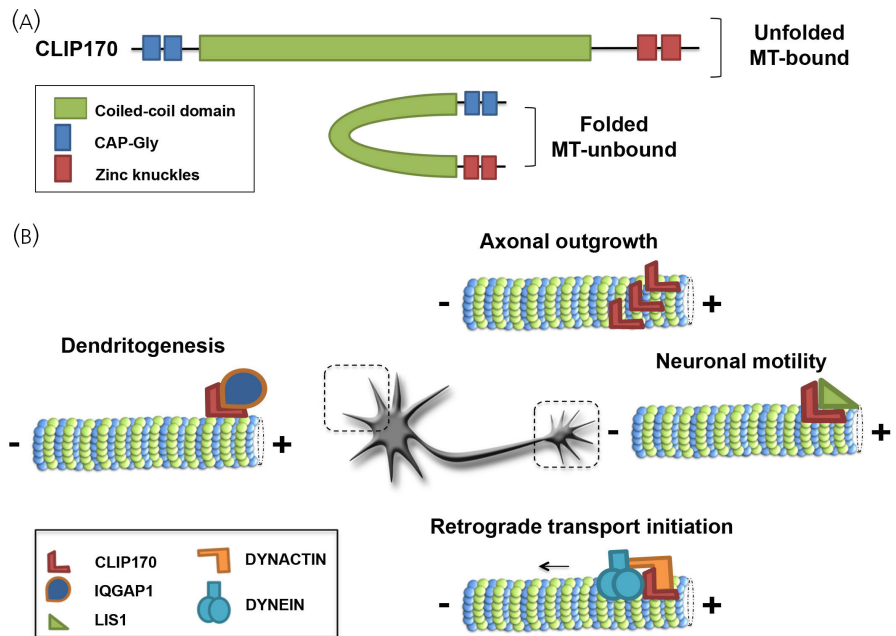 (A)
CLIP170
Unfolded
MT-bound
Coiled-coil domain
CAP-Gly
Zinc knuckles
Folded
MT-unbound
(B)
Axonal outgrowth
- +
Dendritogenesis
- +
Neuronal motility
- +
Retrograde transport initiation
- +
CLIP170
IQGAP1
LIS1
DYNACTIN
DYNEIN